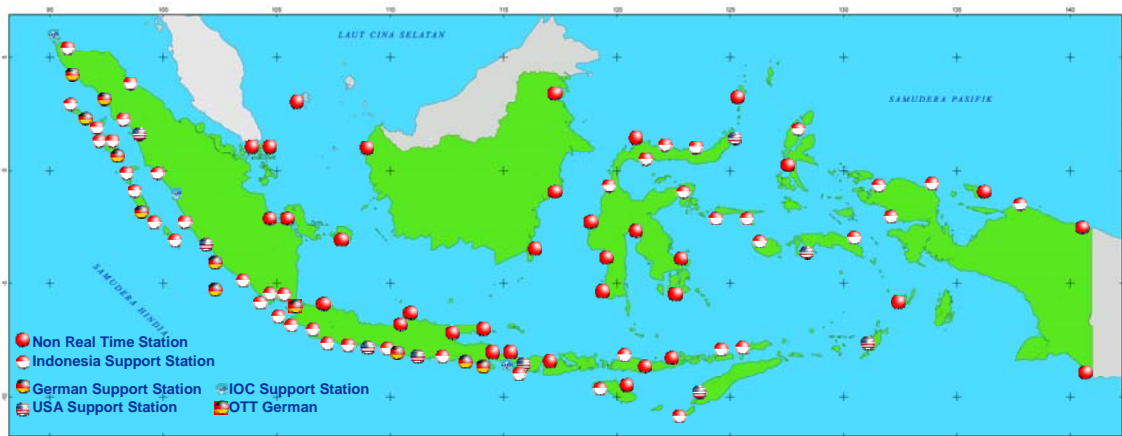 95 100 105 110 115 120 125 130 135 140
LAUT CINA SELATAN
SAMUDERA PASIFIK
SAMUDERA HINDIA
Non Real Time Station
Indonesia Support Station
German Support Station
IOC Support Station
USA Support Station
OTT German